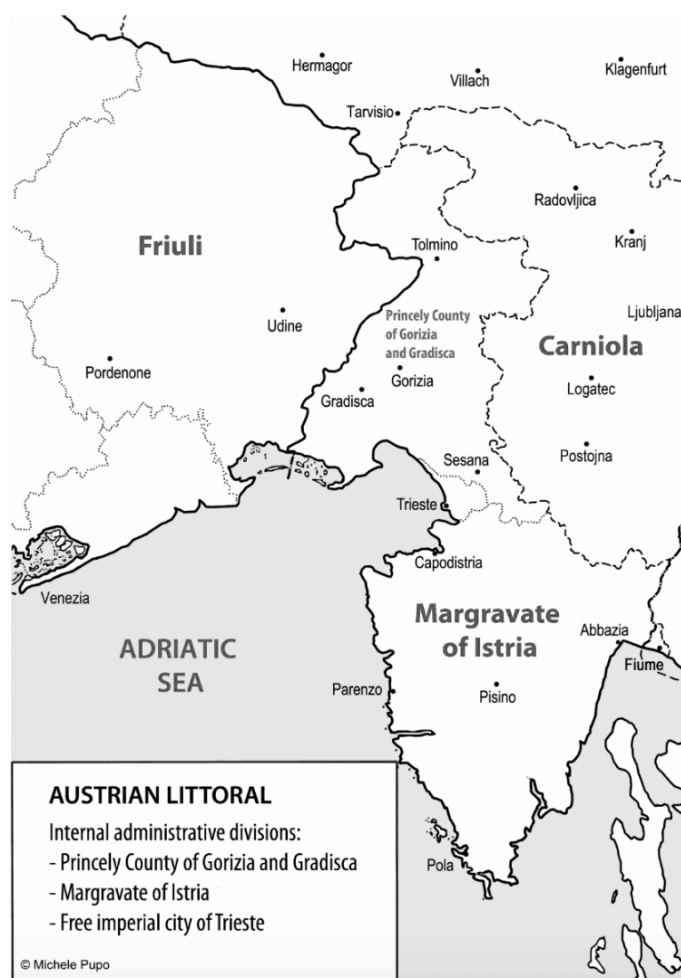 Hermagor
Villach
Klagenfurt
Tarvisio
Radovljica
Kranj
Friuli
Tolmino
Udine
Princely County
of Gorizia
and Gradisca
Ljubljana
Carniola
Pordenone
Gorizia
Gradisca
Logatec
Postojna
Sesana
Trieste
Capodistria
Venezia
Margravate
of Istria
Abbazia
Fiume
ADRIATIC
SEA
Parenzo
Pisino
Pola
AUSTRIAN LITTORAL
Internal administrative divisions:
- Princely County of Gorizia and Gradisca
- Margravate of Istria
- Free imperial city of Trieste
© Michele Pupo